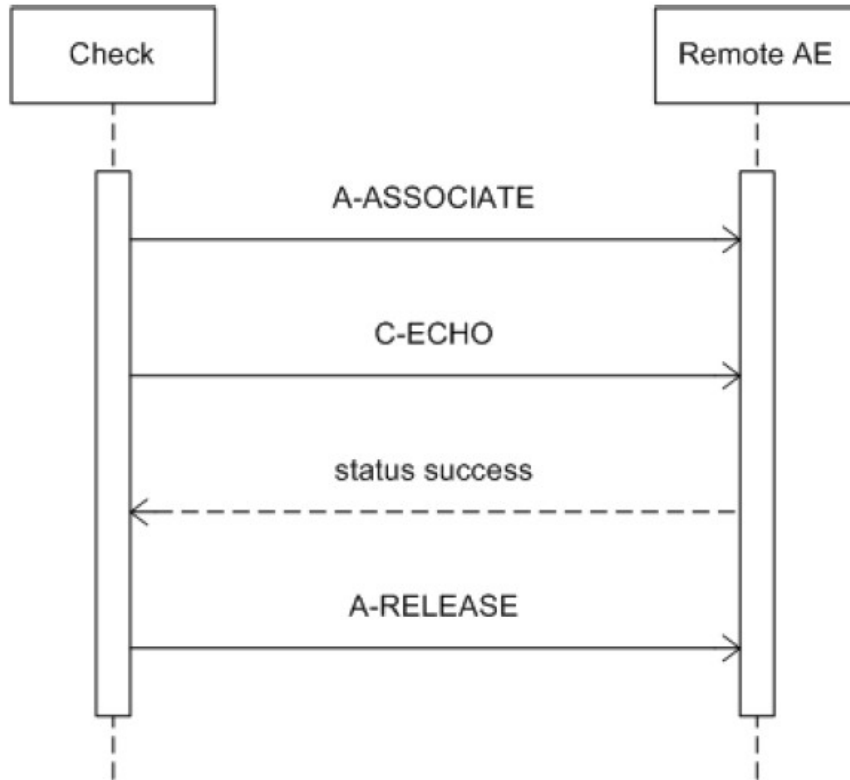 Check
Remote AE
A-ASSOCIATE
C-ECHO
status success
A-RELEASE